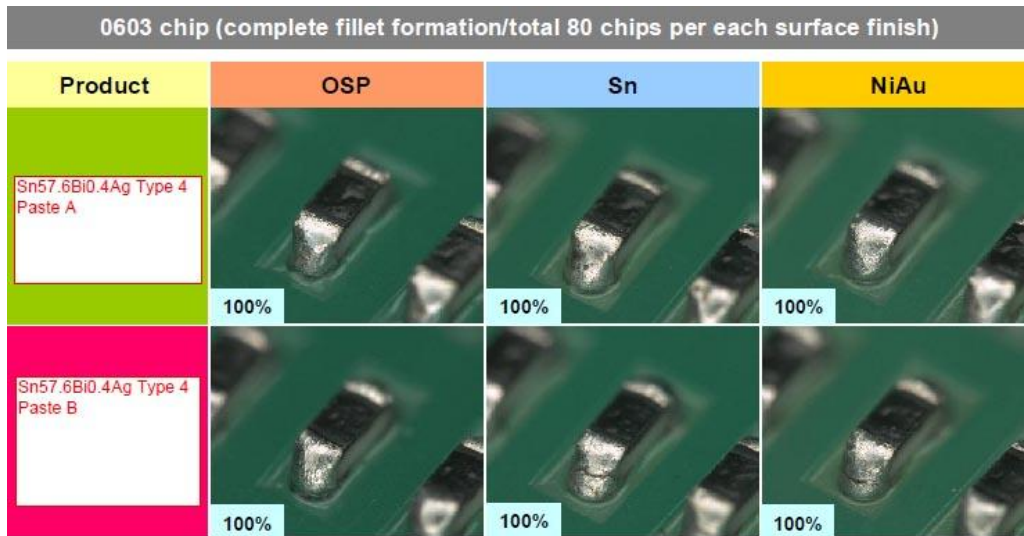 0603 chip (complete fillet formation/total 80 chips per each surface finish)
Product
OSP
Sn
NiAu
Sn57.6Bi0.4Ag Type 4
Paste A
100%
100%
100%
Sn57.6Bi0.4Ag Type 4
Paste B
100%
100%
100%